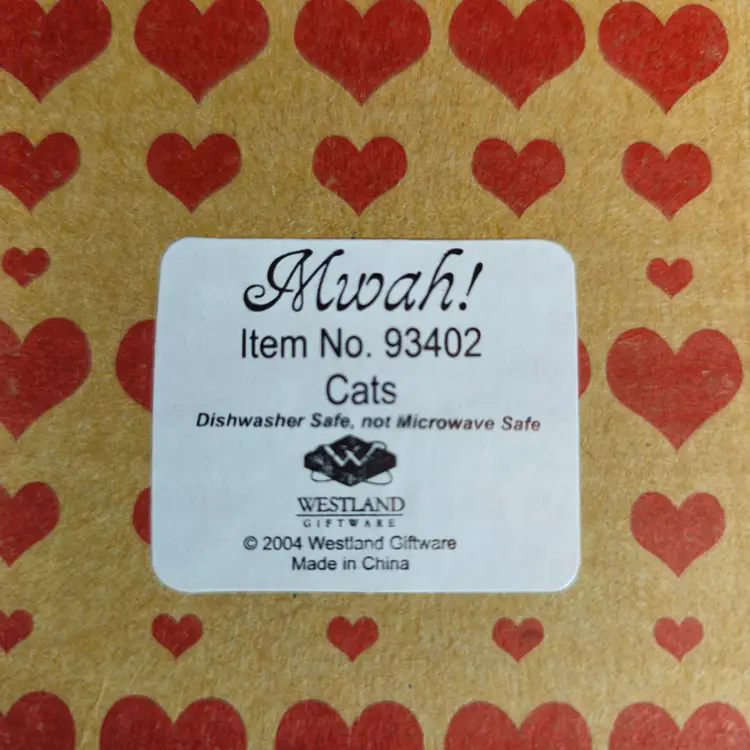 Mwah!
Item No. 93402
Cats
Dishwasher Safe, not Microwave Safe
W
WESTLAND
GIFTWARE
© 2004 Westland Giftware
Made in China